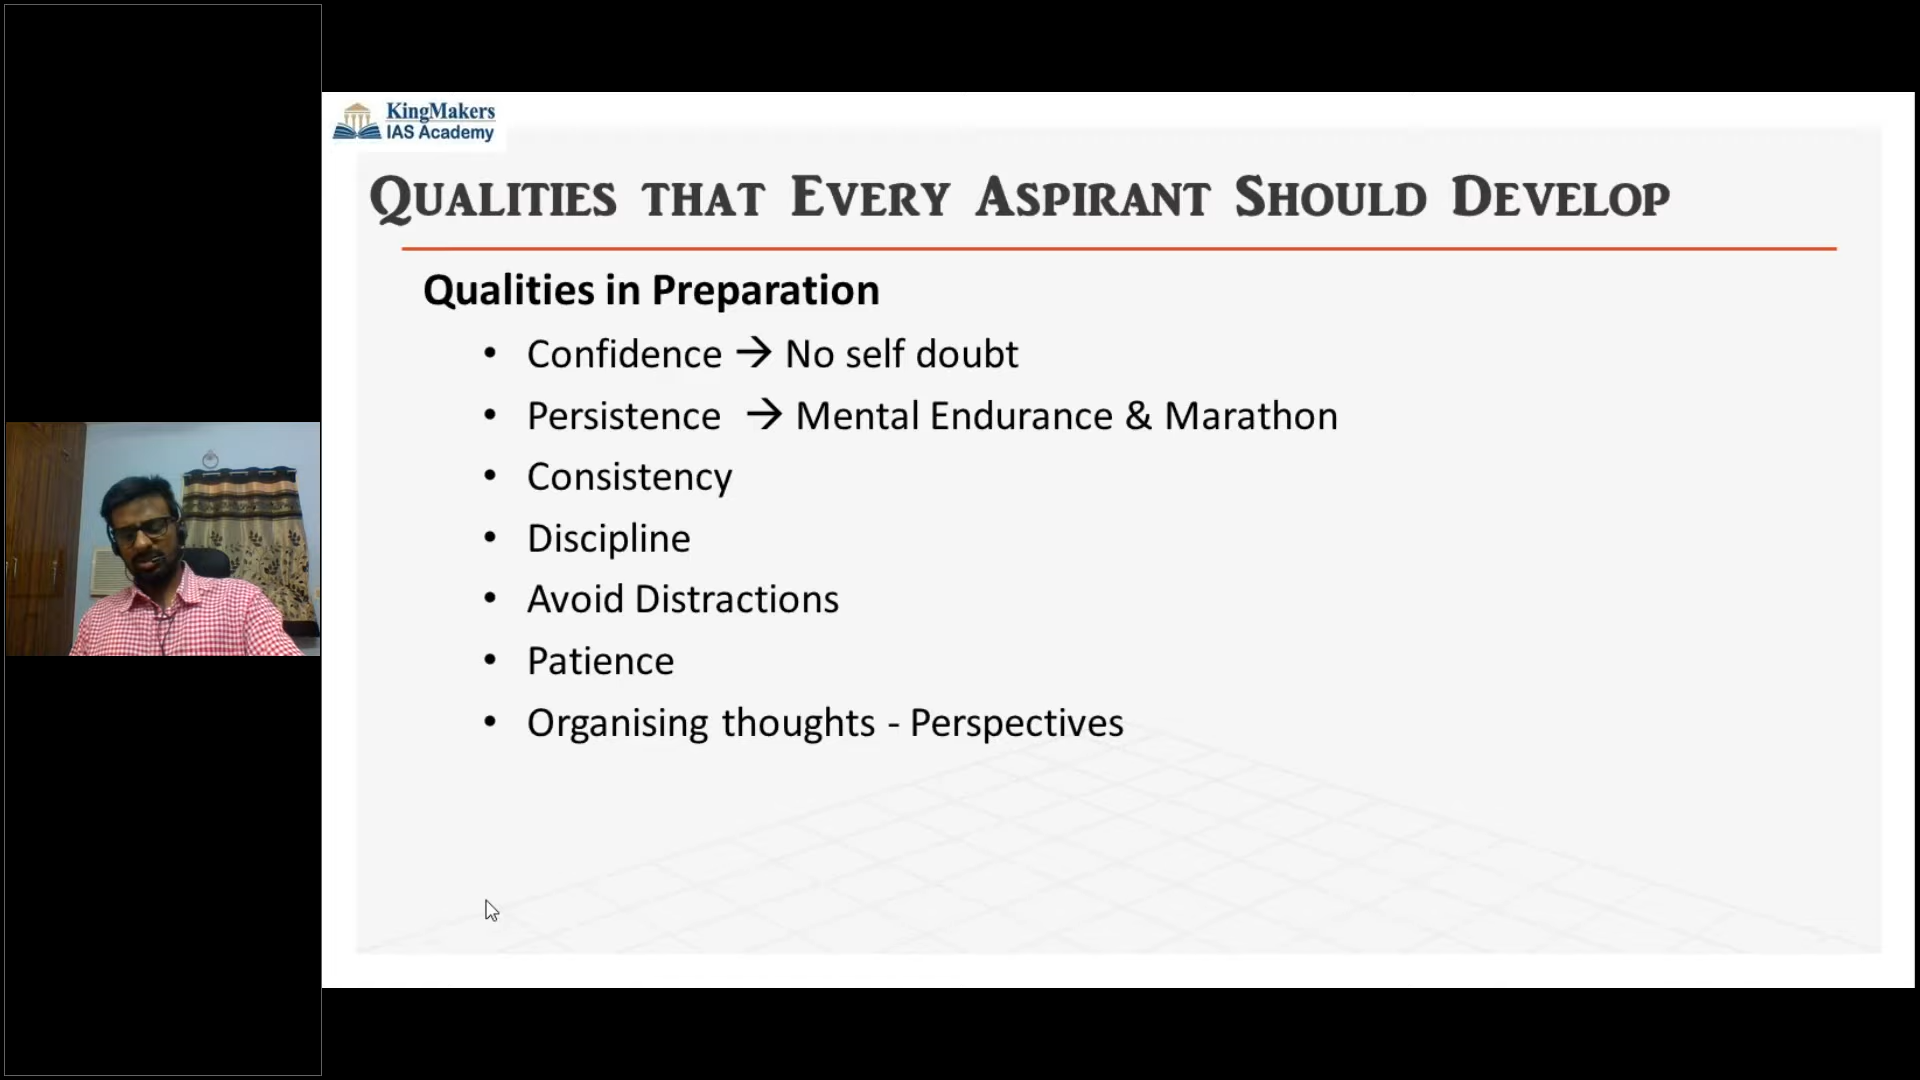 KingMakers
IAS Academy
Qualities that Every Aspirant Should Develop
Qualities in Preparation
• Confidence → No self doubt
• Persistence → Mental Endurance & Marathon
• Consistency
• Discipline
• Avoid Distractions
• Patience
• Organising thoughts - Perspectives